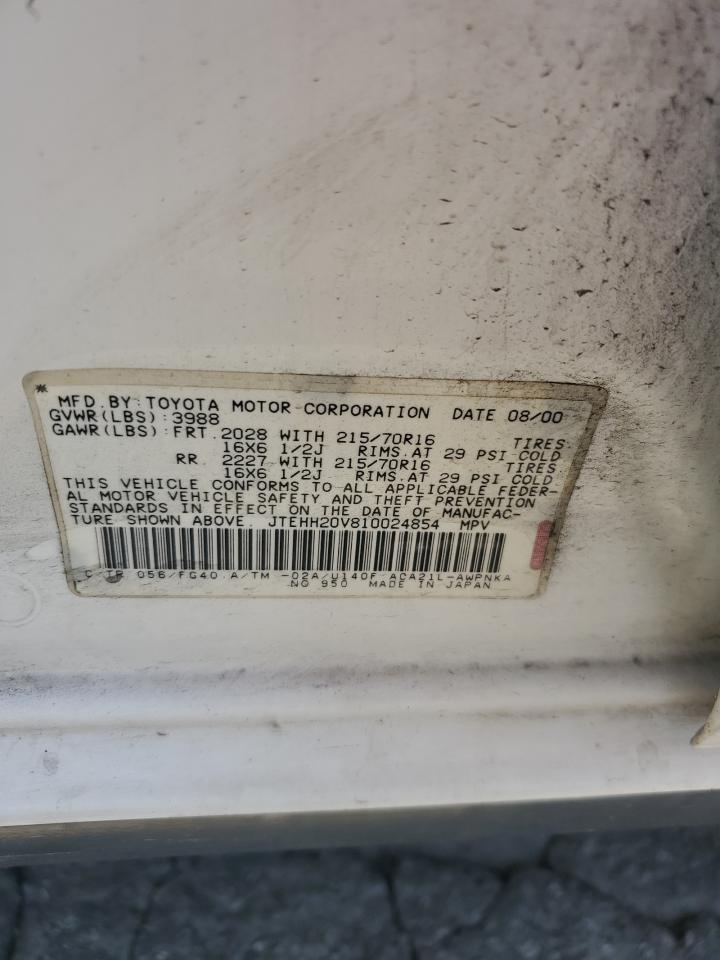 MFD. BY: TOYOTA MOTOR CORPORATION DATE 08/00
GVWR(LBS): 3988
GAWR(LBS): FRT. 2028 WITH 215/70R16 TIRES:
16X6 1/2J RIMS. AT 29 PSI COLD
RR. 2227 WITH 215/70R16 TIRES:
16X6 1/2J RIMS. AT 29 PSI COLD
THIS VEHICLE CONFORMS TO ALL APPLICABLE FEDER-
AL MOTOR VEHICLE SAFETY AND THEFT PREVENTION
STANDARDS IN EFFECT ON THE DATE OF MANUFAC-
TURE SHOWN ABOVE. JTEHH20V810024854 MPV
C/TR 056/FG40 A/TM -02A/U140F ACA21L-AWPNKA
NO 950 MADE IN JAPAN